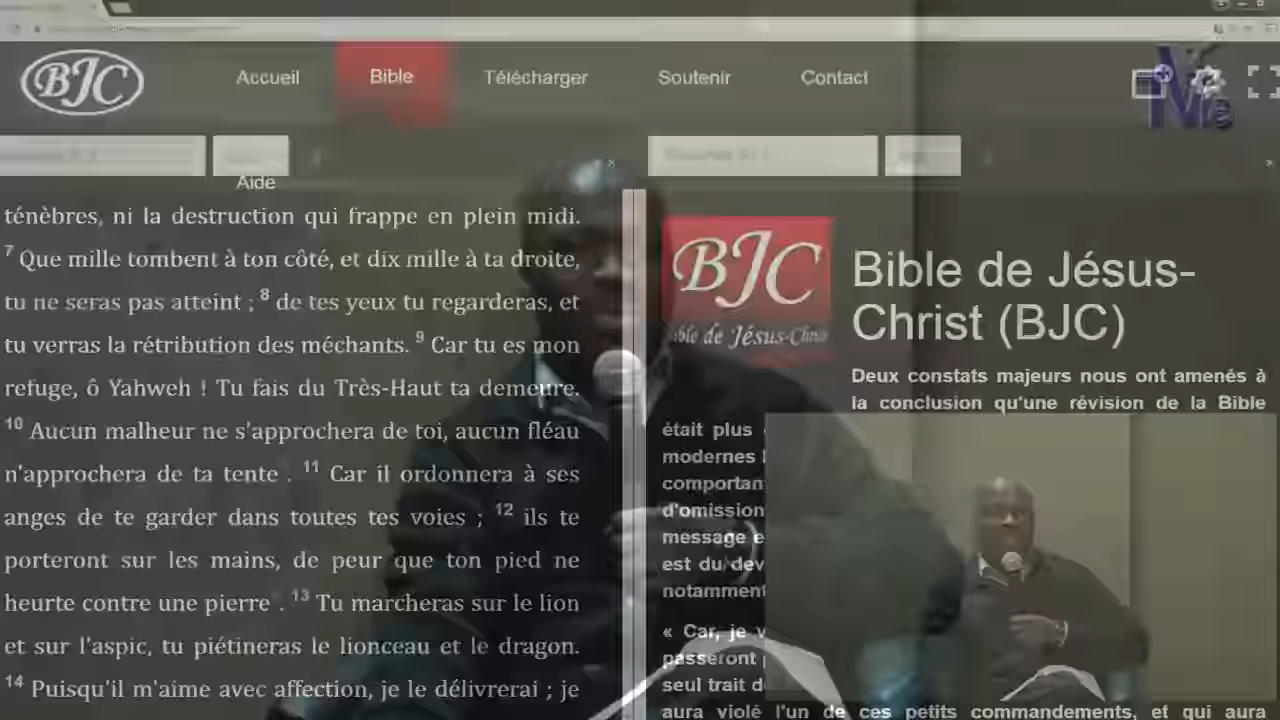 BJC
Accueil
Bible
Télécharger
Soutenir
Contact
Aide
ténèbres, ni la destruction qui frappe en plein midi.
7 Que mille tombent à ton côté, et dix mille à ta droite,
tu ne seras pas atteint ; 8 de tes yeux tu regarderas, et
tu verras la rétribution des méchants. 9 Car tu es mon
refuge, ô Yahweh ! Tu fais du Très-Haut ta demeure.
10 Aucun malheur ne s'approchera de toi, aucun fléau
n'approchera de ta tente . 11 Car il ordonnera à ses
anges de te garder dans toutes tes voies ; 12 ils te
porteront sur les mains, de peur que ton pied ne
heurte contre une pierre . 13 Tu marcheras sur le lion
et sur l'aspic, tu piétineras le lionceau et le dragon.
14 Puisqu'il m'aime avec affection, je le délivrerai ; je
BJC
Bible de Jésus-
Christ (BJC)
Deux constats majeurs nous ont amenés à
la conclusion qu'une révision de la Bible
était plus
modernes
comportan
d'omission
message e
est du dev
notamment
« Car, je v
passeront
seul trait d
aura violé l'un de ces petits commandements, et qui aura